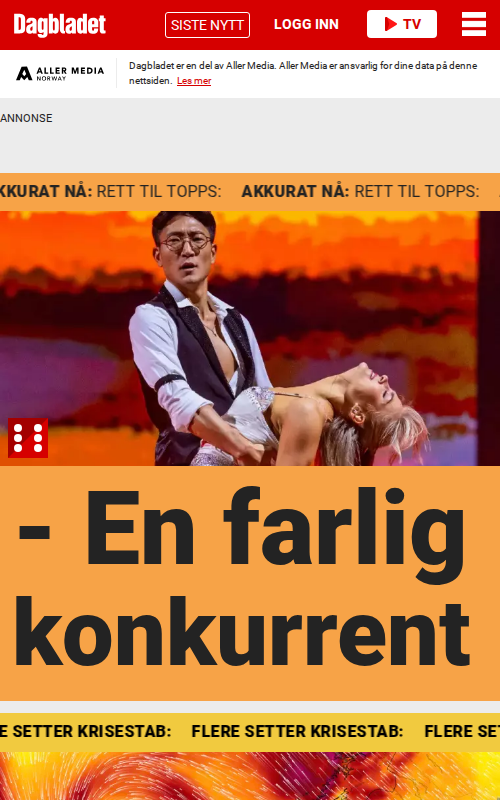 Dagbladet
SISTE NYTT
LOGG INN
TV
ALLER MEDIA
NORWAY
Dagbladet er en del av Aller Media. Aller Media er ansvarlig for dine data på denne
nettsiden. Les mer
ANNONSE
KKURAT NÅ: RETT TIL TOPPS: AKKURAT NÅ: RETT TIL TOPPS:
- En farlig
konkurrent
E SETTER KRISESTAB: FLERE SETTER KRISESTAB: FLERE SET